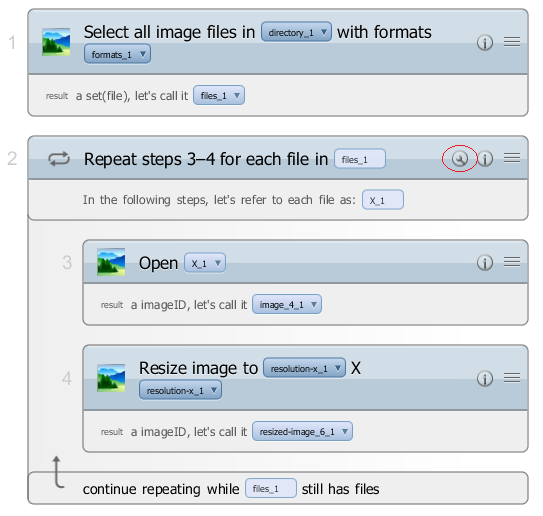 1
Select all image files in directory_1 with formats
formats_1
result a set(file), let's call it files_1
2
Repeat steps 3–4 for each file in files_1
In the following steps, let's refer to each file as: X_1
3
Open X_1
result a imageID, let's call it image_4_1
4
Resize image to resolution-x_1 X
resolution-x_1
result a imageID, let's call it resized-image_6_1
continue repeating while files_1 still has files